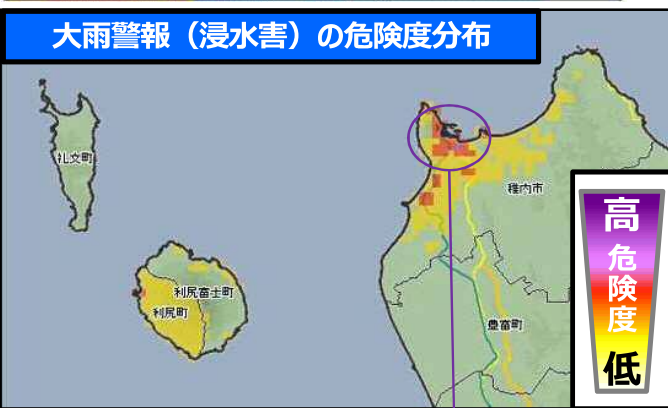 大雨警報（浸水害）の危険度分布
礼文町
稚内市
利尻富士町
利尻町
豊富町
高
危険度
低